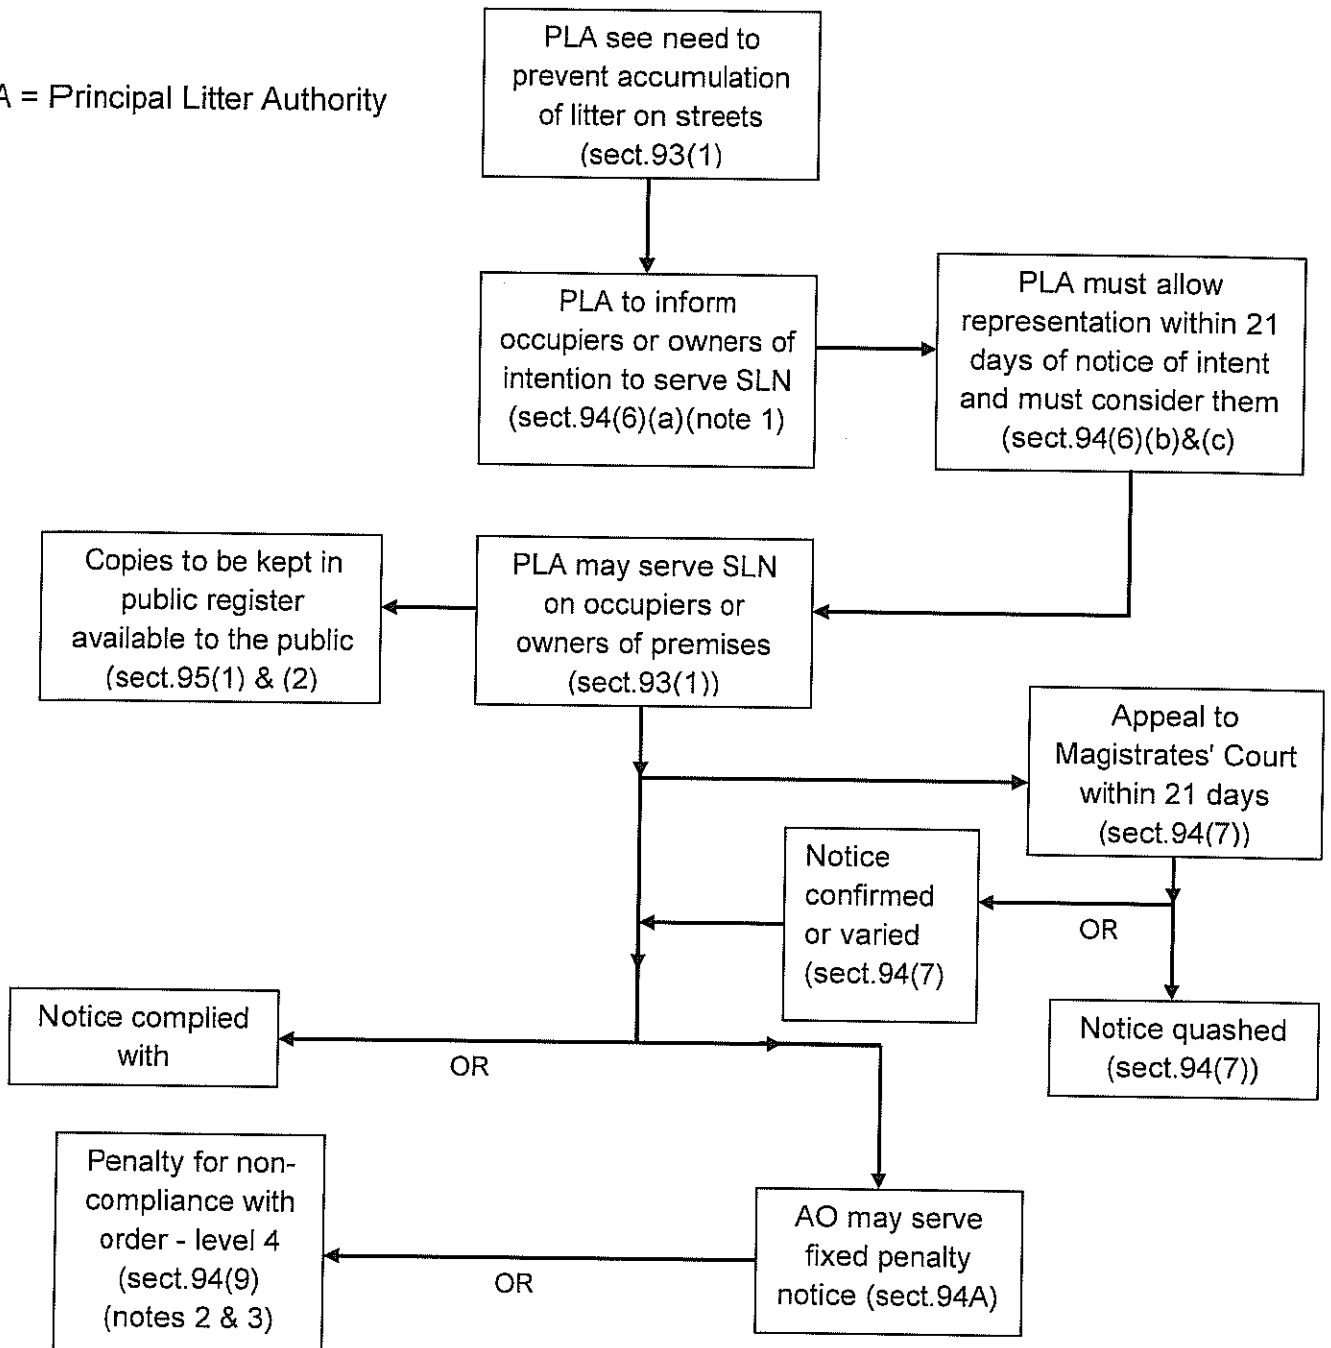 PLA see need to
prevent accumulation
of litter on streets
(sect.93(1)
A = Principal Litter Authority
PLA to inform
occupiers or owners of
intention to serve SLN
(sect.94(6)(a)(note 1)
PLA must allow
representation within 21
days of notice of intent
and must consider them
(sect.94(6)(b)&(c)
Copies to be kept in
public register
available to the public
(sect.95(1) & (2)
PLA may serve SLN
on occupiers or
owners of premises
(sect.93(1))
Appeal to
Magistrates' Court
within 21 days
(sect.94(7))
Notice
confirmed
or varied
(sect.94(7)
OR
Notice quashed
(sect.94(7))
Notice complied
with
OR
Penalty for non-
compliance with
order - level 4
(sect.94(9)
(notes 2 & 3)
OR
AO may serve
fixed penalty
notice (sect.94A)